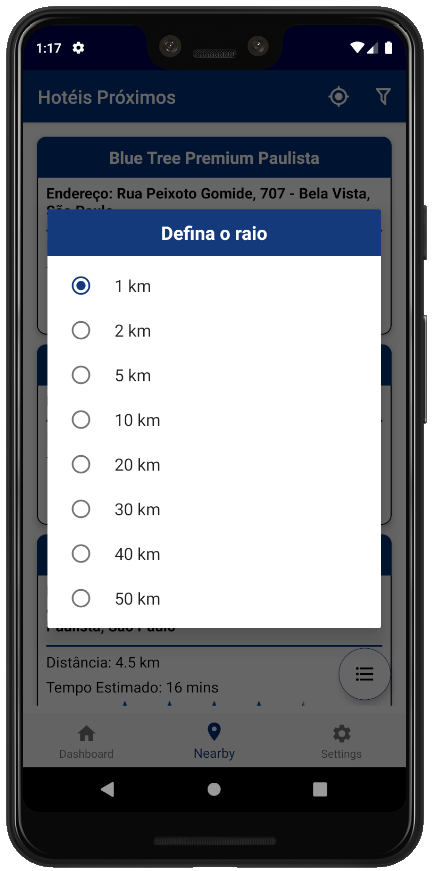 1:17
Hotéis Próximos
Blue Tree Premium Paulista
Endereço: Rua Peixoto Gomide, 707 - Bela Vista,
São Paulo
Defina o raio
1 km
2 km
5 km
10 km
20 km
30 km
40 km
50 km
Paulista, São Paulo
Distância: 4.5 km
Tempo Estimado: 16 mins
Dashboard
Nearby
Settings